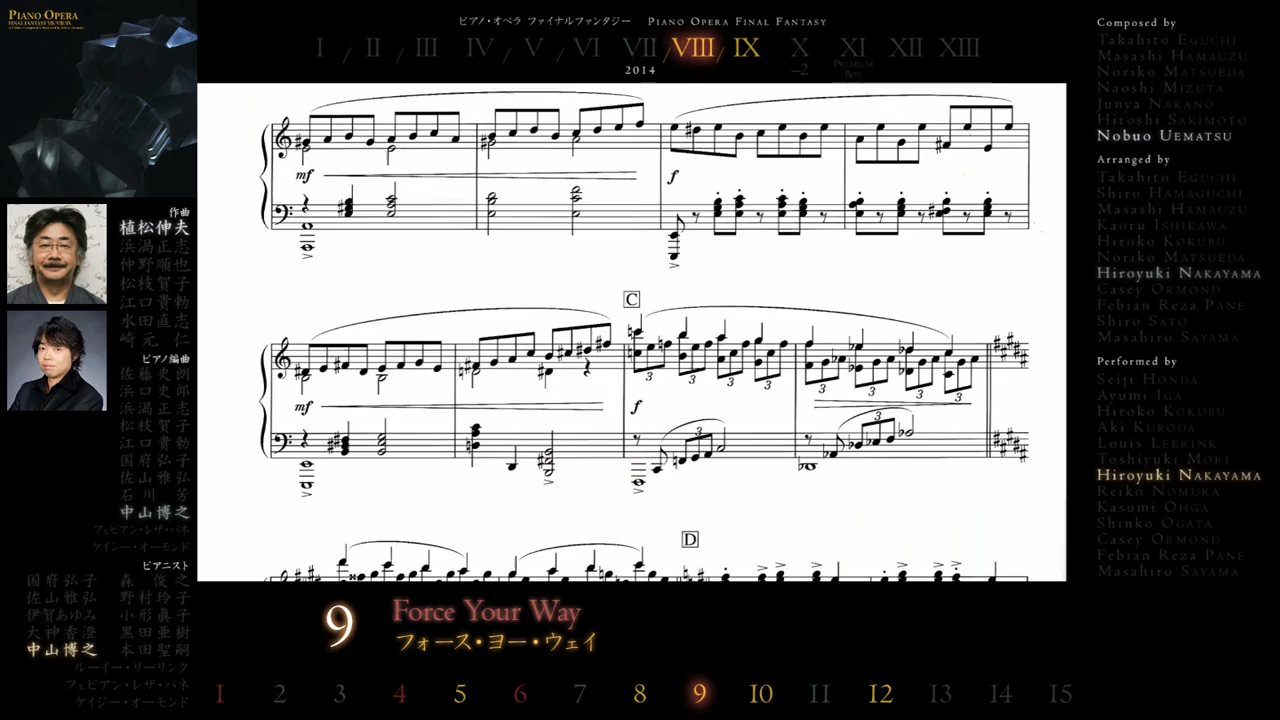 PIANO OPERA
ピアノ・オペラ ファイナルファンタジー PIANO OPERA FINAL FANTASY
I / II / III IV / V / VI VII / VIII / IX X XI XII XIII
-2 PREMIUM BOX
2014
作曲
植松伸夫
浜渦正志
仲野順也
松枝賀子
江口貴勅
水田直志
崎元 仁
ピアノ編曲
佐藤史朗
浜口史郎
浜渦正志
松枝賀子
江口貴勅
国府弘子
佐山雅弘
石川 芳
中山博之
フェビアン・レザ・パネ
ケイシー・オーモンド
ピアニスト
国府弘子 森 俊之
佐山雅弘 野村玲子
伊賀あゆみ 小形眞子
大神香澄 黒田亜樹
中山博之 本田聖嗣
ルーイー・リーリンク
フェビアン・レザ・パネ
ケイジー・オーモンド
mf
f
C
mf
f
3 3 3 3 3 3 3 3
3 3
D
9 Force Your Way
フォース・ヨー・ウェイ
1 2 3 4 5 6 7 8 9 10 11 12 13 14 15
Composed by
Takahito EGUCHI
Masashi HAMAUZU
Noriko MATSUEDA
Naoshi MIZUTA
Junya NAKANO
Hitoshi SAKIMOTO
Nobuo UEMATSU
Arranged by
Takahito EGUCHI
Shiro HAMAGUCHI
Masashi HAMAUZU
Kaoru ISHIKAWA
Hiroko KOKUBU
Noriko MATSUEDA
Hiroyuki NAKAYAMA
Casey ORMOND
Febian Reza PANE
Shiro SATO
Masahiro SAYAMA
Performed by
Seiji HONDA
Ayumi IGA
Hiroko KOKUBU
Aki KURODA
Louis LEERINK
Toshiyuki MORI
Hiroyuki NAKAYAMA
Reiko NOMURA
Kasumi OHGA
Shinko OGATA
Casey ORMOND
Febian Reza PANE
Masahiro SAYAMA